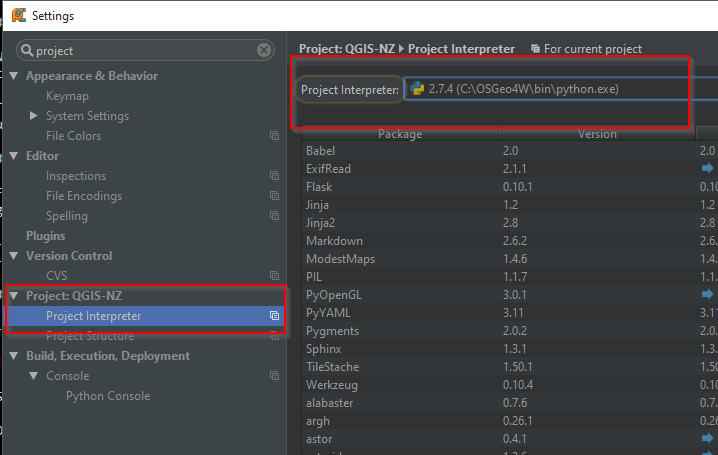 Settings
project
Appearance & Behavior
Keymap
System Settings
File Colors
Editor
Inspections
File Encodings
Spelling
Plugins
Version Control
CVS
Project: QGIS-NZ
Project Interpreter
Project Structure
Build, Execution, Deployment
Console
Python Console
Project: QGIS-NZ Project Interpreter For current project
Project Interpreter: 2.7.4 (C:\OSGeo4W\bin\python.exe)
Package Version
Babel 2.0 2.0
ExifRead 2.1.1
Flask 0.10.1 0.10
Jinja 1.2 1.2
Jinja2 2.8 2.8
Markdown 2.6.2 2.6.
ModestMaps 1.4.6 1.4.
PIL 1.1.7 1.1.
PyOpenGL 3.0.1
PyYAML 3.11 3.11
Pygments 2.0.2 2.0.
Sphinx 1.3.1 1.3.
TileStache 1.50.1 1.50
Werkzeug 0.10.4 0.10
alabaster 0.7.6 0.7.
argh 0.26.1 0.26
astor 0.4.1